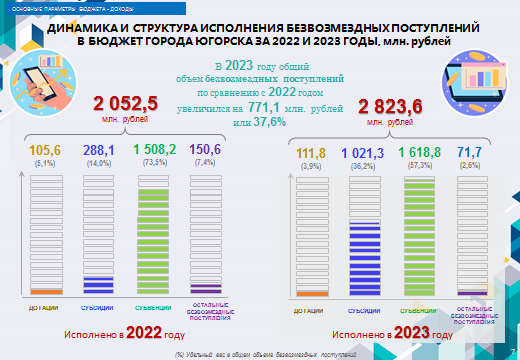 ОСНОВНЫЕ ПАРАМЕТРЫ БЮДЖЕТА - ДОХОДЫ
ДИНАМИКА И СТРУКТУРА ИСПОЛНЕНИЯ БЕЗВОЗМЕЗДНЫХ ПОСТУПЛЕНИЙ
В БЮДЖЕТ ГОРОДА ЮГОРСКА ЗА 2022 И 2023 ГОДЫ, млн. рублей
В 2023 году общий
объем безвозмездных поступлений
по сравнению с 2022 годом
увеличился на 771,1 млн. рублей
или 37,6%
2 052,5
млн. рублей
105,6 288,1 1 508,2 150,6
(5,1%) (14,0%) (73,5%) (7,4%)
ДОТАЦИИ СУБСИДИИ СУБВЕНЦИИ ОСТАЛЬНЫЕ
БЕЗВОЗМЕЗДНЫЕ
ПОСТУПЛЕНИЯ
Исполнено в 2022 году
2 823,6
млн. рублей
111,8 1 021,3 1 618,8 71,7
(3,9%) (36,2%) (57,3%) (2,6%)
ДОТАЦИИ СУБСИДИИ СУБВЕНЦИИ ОСТАЛЬНЫЕ
БЕЗВОЗМЕЗДНЫЕ
ПОСТУПЛЕНИЯ
Исполнено в 2023 году
(%) Удельный вес в общем объеме безвозмездных поступлений
7